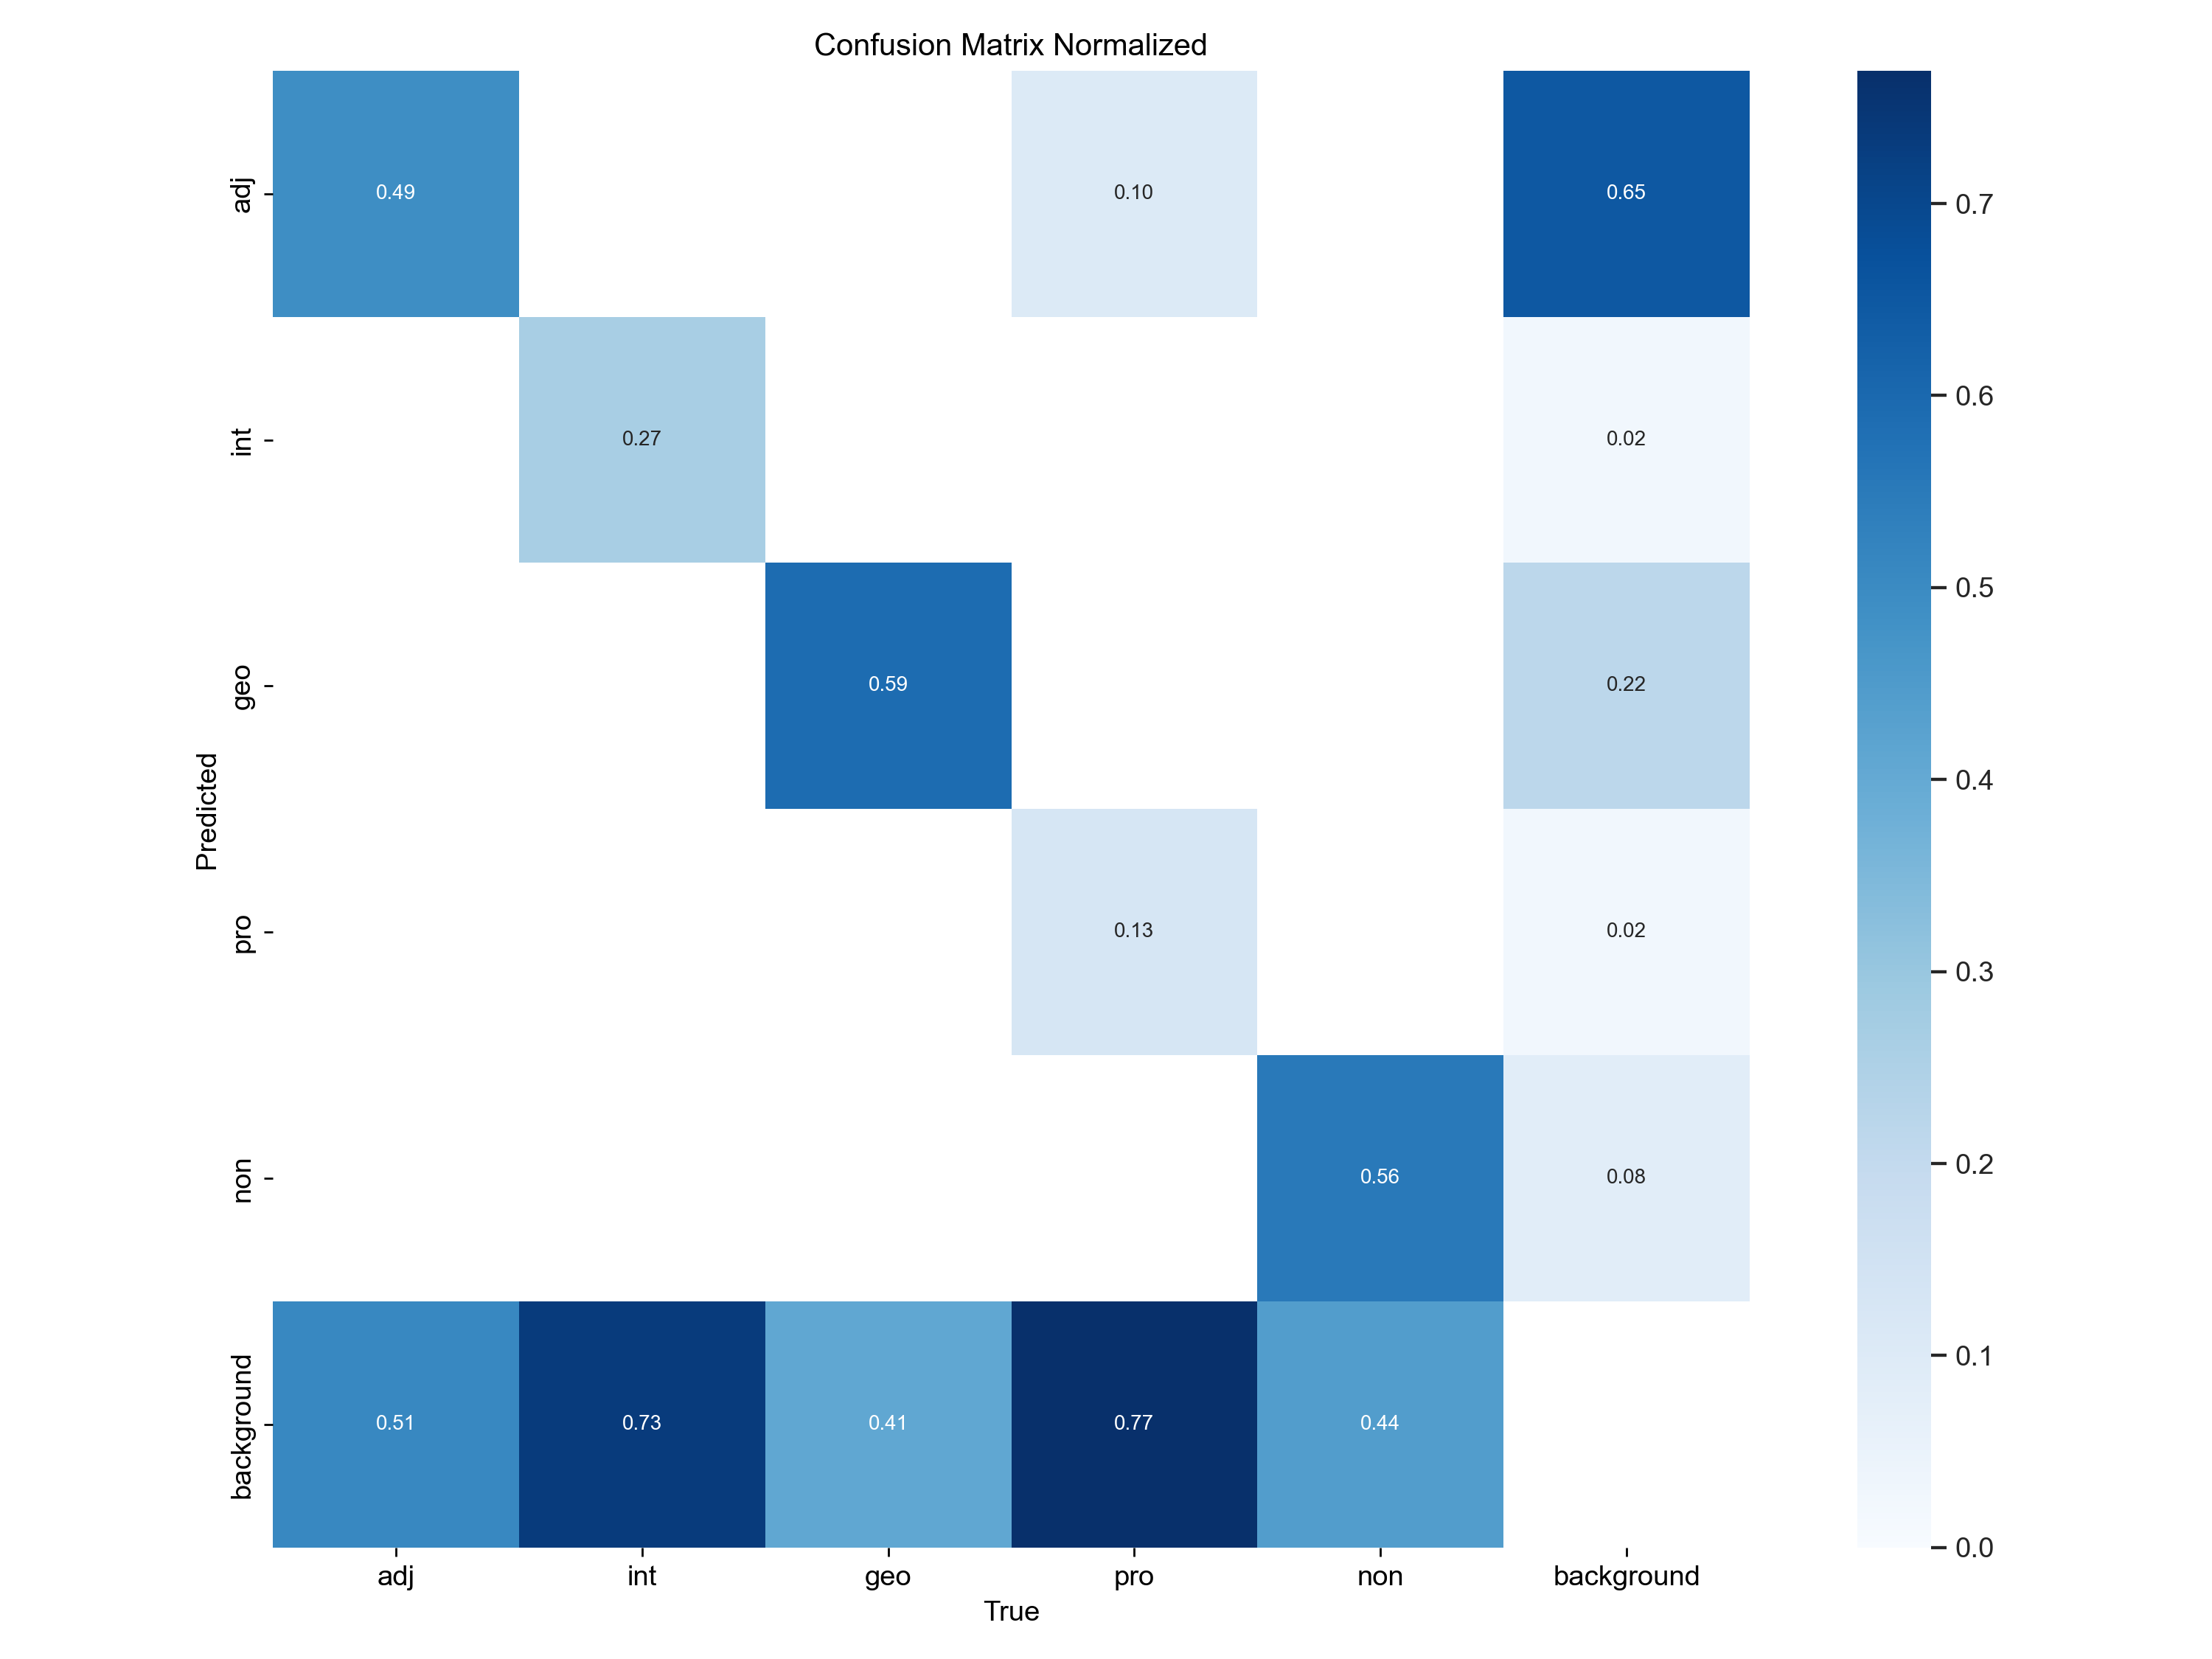 Confusion Matrix Normalized
adj 0.49 0.10 0.65
int 0.27 0.02
geo 0.59 0.22
pro 0.13 0.02
non 0.56 0.08
background 0.51 0.73 0.41 0.77 0.44
adj int geo pro non background
True
Predicted
0.7
0.6
0.5
0.4
0.3
0.2
0.1
0.0